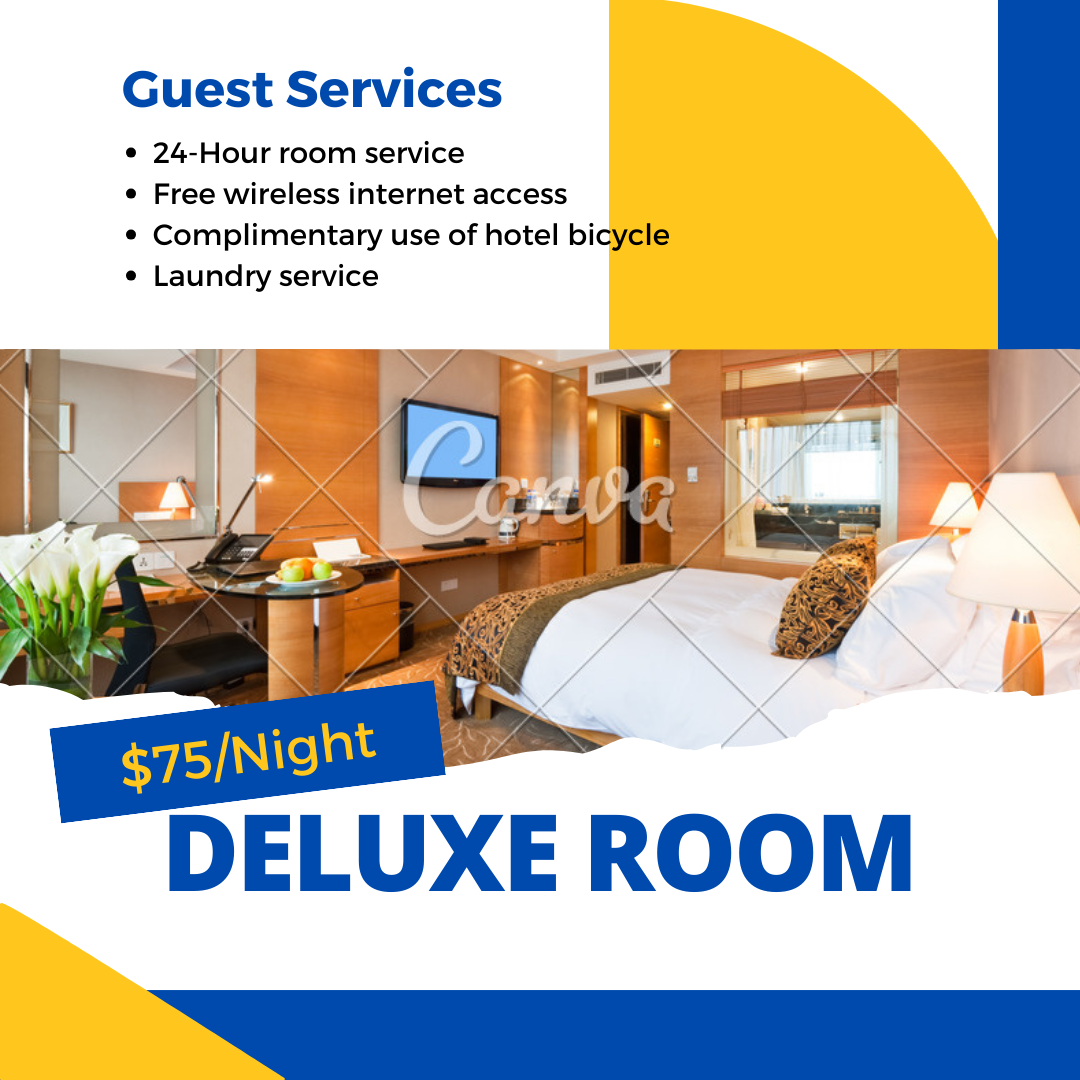 Guest Services
• 24-Hour room service
• Free wireless internet access
• Complimentary use of hotel bicycle
• Laundry service
Canva
$75/Night
DELUXE ROOM